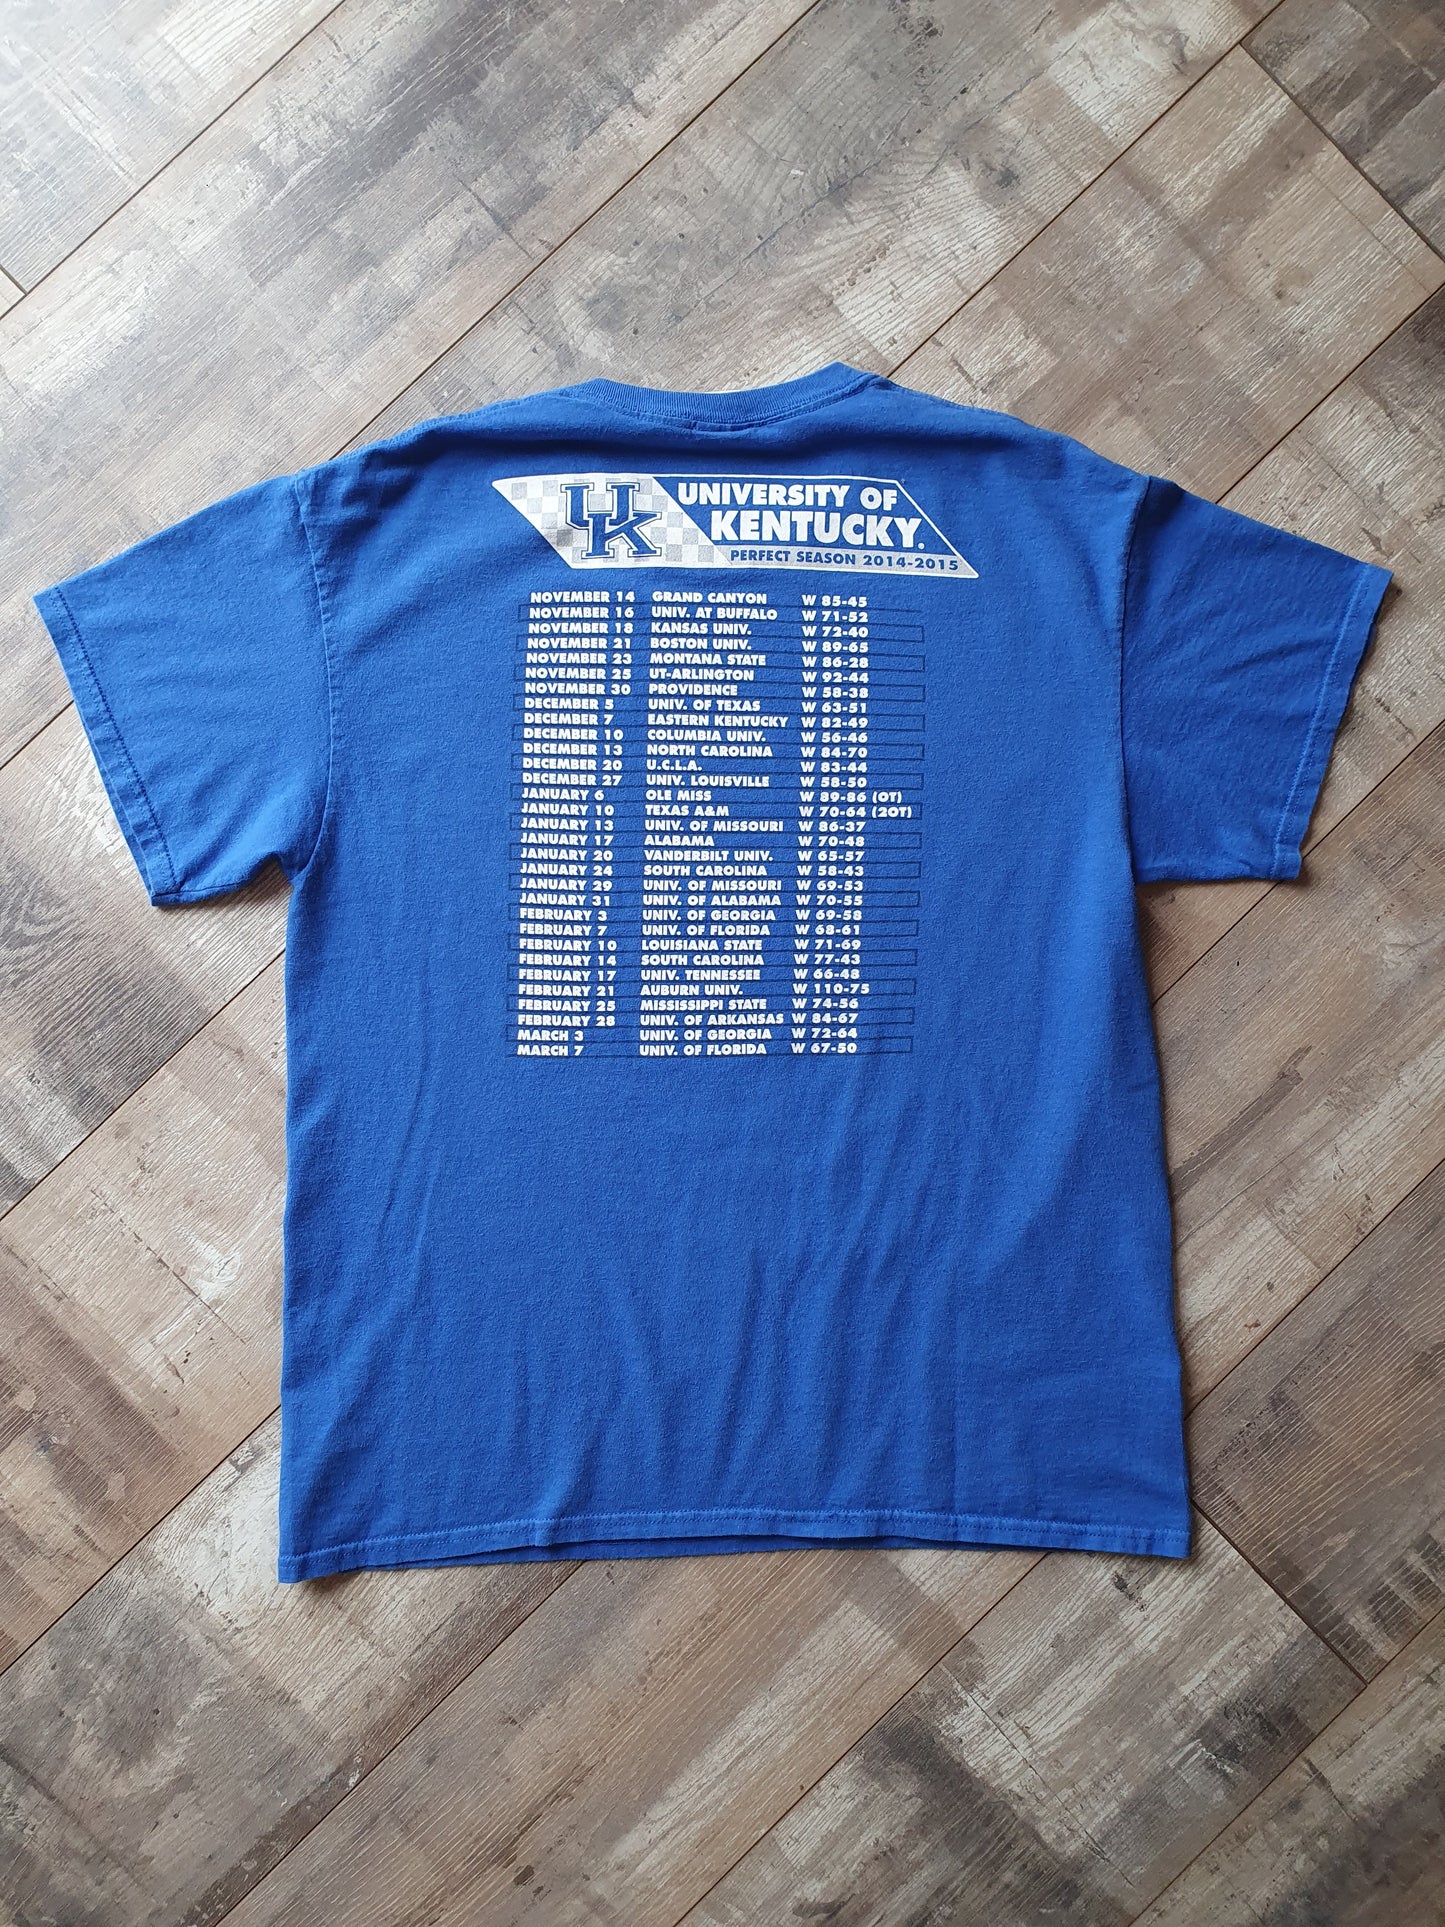 UK
UNIVERSITY OF
KENTUCKY.
PERFECT SEASON 2014-2015
NOVEMBER 14 GRAND CANYON W 85-45
NOVEMBER 16 UNIV. AT BUFFALO W 71-52
NOVEMBER 18 KANSAS UNIV. W 72-40
NOVEMBER 21 BOSTON UNIV. W 89-65
NOVEMBER 23 MONTANA STATE W 86-28
NOVEMBER 25 UT-ARLINGTON W 92-44
NOVEMBER 30 PROVIDENCE W 58-38
DECEMBER 5 UNIV. OF TEXAS W 63-51
DECEMBER 7 EASTERN KENTUCKY W 82-49
DECEMBER 10 COLUMBIA UNIV. W 56-46
DECEMBER 13 NORTH CAROLINA W 84-70
DECEMBER 20 U.C.L.A. W 83-44
DECEMBER 27 UNIV. LOUISVILLE W 58-50
JANUARY 6 OLE MISS W 89-86 (OT)
JANUARY 10 TEXAS A&M W 70-64 (2OT)
JANUARY 13 UNIV. OF MISSOURI W 86-37
JANUARY 17 ALABAMA W 70-48
JANUARY 20 VANDERBILT UNIV. W 65-57
JANUARY 24 SOUTH CAROLINA W 58-43
JANUARY 29 UNIV. OF MISSOURI W 69-53
JANUARY 31 UNIV. OF ALABAMA W 70-55
FEBRUARY 3 UNIV. OF GEORGIA W 69-58
FEBRUARY 7 UNIV. OF FLORIDA W 68-61
FEBRUARY 10 LOUISIANA STATE W 71-69
FEBRUARY 14 SOUTH CAROLINA W 77-43
FEBRUARY 17 UNIV. TENNESSEE W 66-48
FEBRUARY 21 AUBURN UNIV. W 110-75
FEBRUARY 25 MISSISSIPPI STATE W 74-56
FEBRUARY 28 UNIV. OF ARKANSAS W 84-67
MARCH 3 UNIV. OF GEORGIA W 72-64
MARCH 7 UNIV. OF FLORIDA W 67-50